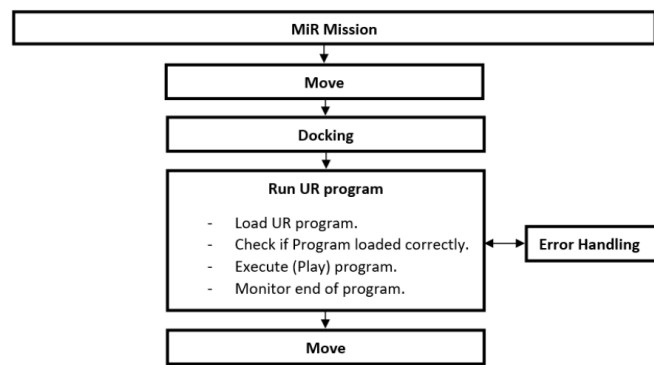 MiR Mission
Move
Docking
Run UR program
- Load UR program.
- Check if Program loaded correctly.
- Execute (Play) program.
- Monitor end of program.
Error Handling
Move